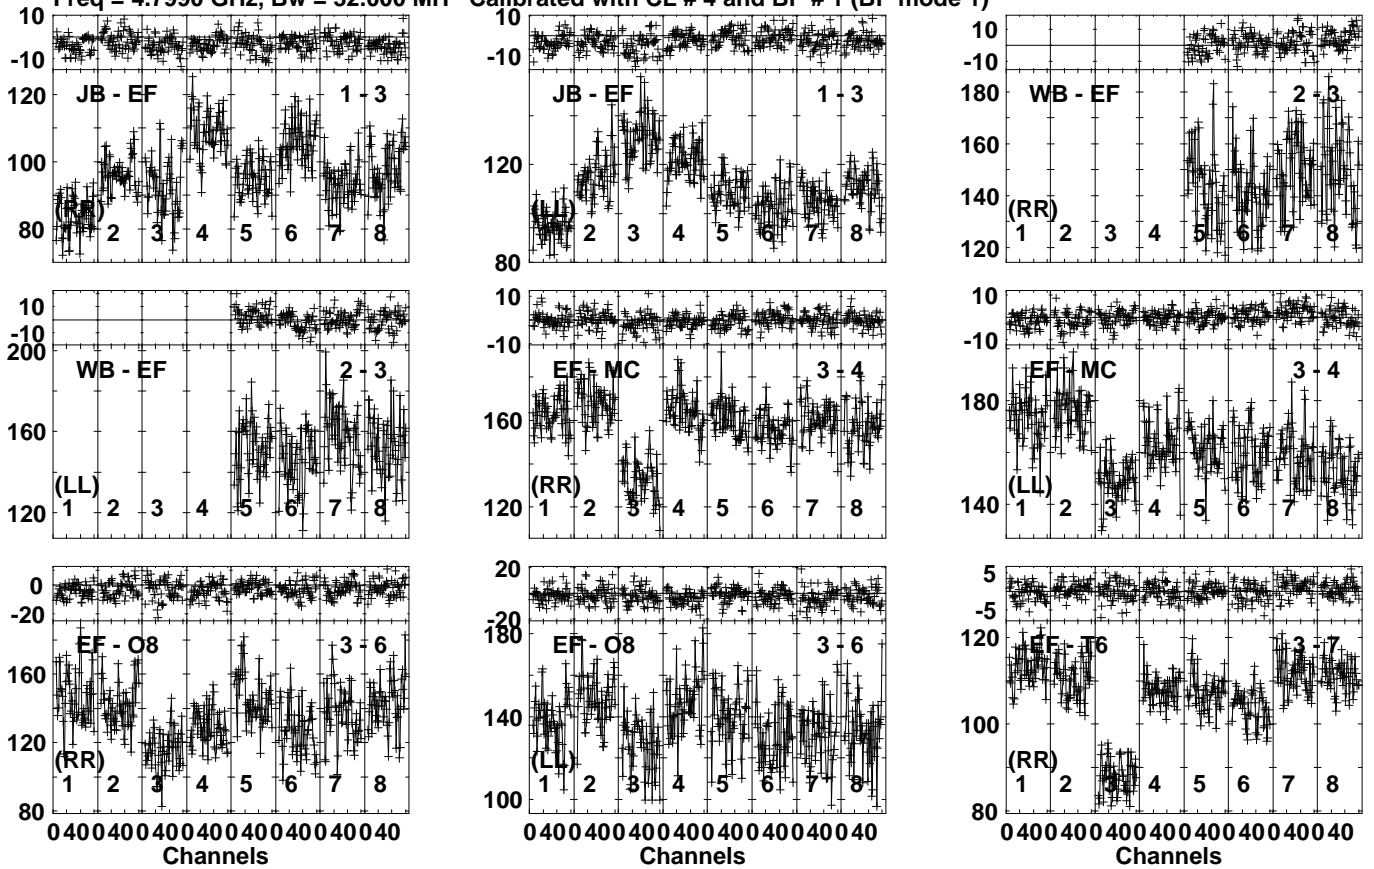 Freq = 4.7990 GHz, Bw = 32.000 MH Calibrated with CL # 4 and BP # 1 (BP mode 1)
10 10 10
-10 -10 -10
JB - EF 1 - 3 JB - EF 1 - 3 WB - EF 2 - 3
120 180
100 120 160
140
(RR) (LL) (RR)
80 80 120
1 2 3 4 5 6 7 8 1 2 3 4 5 6 7 8 1 2 3 4 5 6 7 8
10 10 10
-10 -10 -10
200
WB - EF 2 - 3 EF - MC 3 - 4 EF - MC 3 - 4
160 160 180
(LL) (RR) (LL)
120 120 140
1 2 3 4 5 6 7 8 1 2 3 4 5 6 7 8 1 2 3 4 5 6 7 8
0 20 5
-20 -20 -5
180 120
EF - O8 3 - 6 EF - O8 3 - 6 EF - T6 3 - 7
160
120 140 100
(RR) (LL) (RR)
80 100 80
1 2 3 4 5 6 7 8 1 2 3 4 5 6 7 8 1 2 3 4 5 6 7 8
0 40 0 40 0 40 0 40 0 40 0 40 0 40 0 40 0 40 0 40 0 40 0 40 0 40 0 40 0 40 0 40 0 40 0 40 0 40 0 40 0 40 0 40 0 40 0 40
Channels Channels Channels